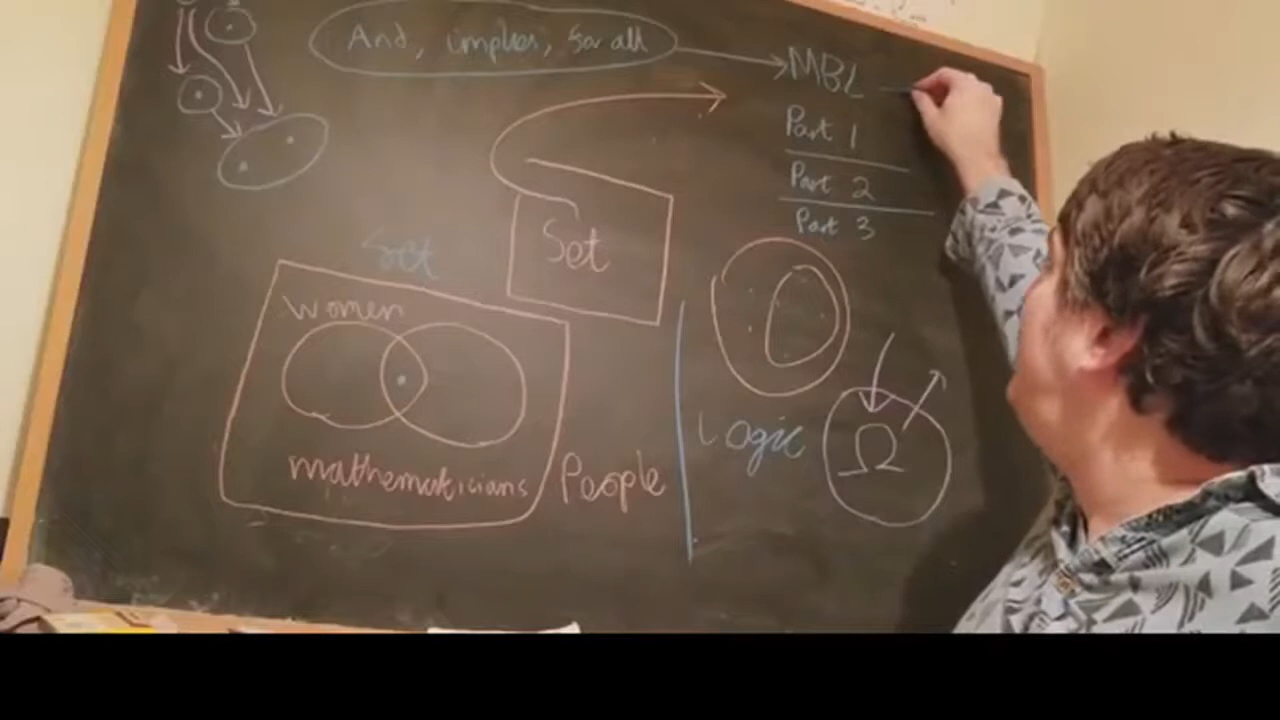 And, implies, for all
MBL
Part 1
Part 2
Part 3
Set
Set
women
mathematicians
People
Logic
Ω